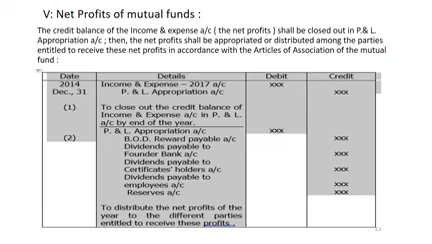 V: Net Profits of mutual funds :
The credit balance of the Income & expense a/c ( the net profits ) shall be closed out in P.& L.
Appropriation a/c ; then, the net profits shall be appropriated or distributed among the parties
entitled to receive these net profits in accordance with the Articles of Association of the mutual
fund :
Date Details Debit Credit
2014 Income & Expense – 2017 a/c xxx
Dec., 31 P. & L. Appropriation a/c xxx
(1) To close out the credit balance of
Income & Expense a/c in P. & L.
a/c by end of the year.
P. & L. Appropriation a/c xxx
(2) B.O.D. Reward payable a/c xxx
Dividends payable to
Founder Bank a/c xxx
Dividends payable to
Certificates' holders a/c xxx
Dividends payable to
employees a/c xxx
Reserves a/c xxx
To distribute the net profits of the
year to the different parties
entitled to receive these profits .